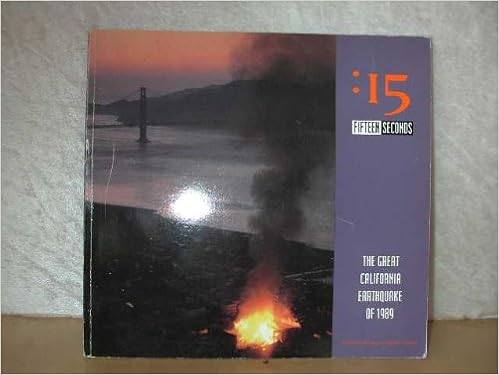 :15
FIFTEEN SECONDS
THE GREAT
CALIFORNIA
EARTHQUAKE
OF 1989